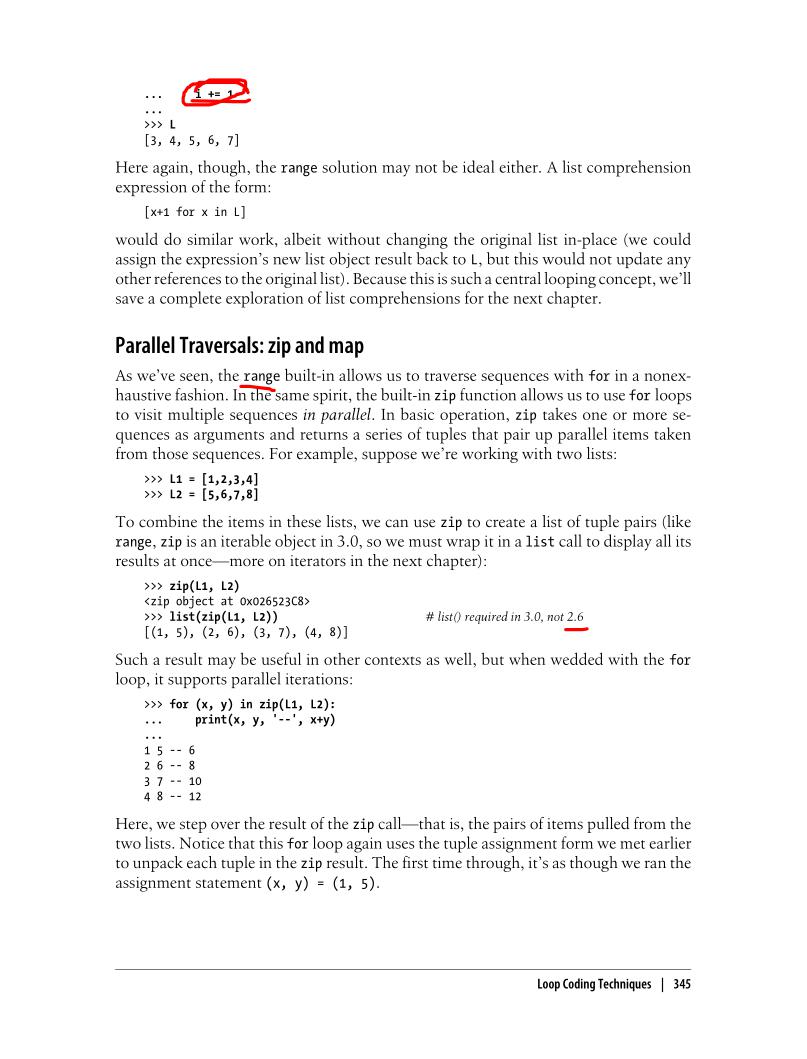 ...     i += 1
...
>>> L
[3, 4, 5, 6, 7]
Here again, though, the range solution may not be ideal either. A list comprehension
expression of the form:
[x+1 for x in L]
would do similar work, albeit without changing the original list in-place (we could
assign the expression’s new list object result back to L, but this would not update any
other references to the original list). Because this is such a central looping concept, we’ll
save a complete exploration of list comprehensions for the next chapter.
Parallel Traversals: zip and map
As we’ve seen, the range built-in allows us to traverse sequences with for in a nonex-
haustive fashion. In the same spirit, the built-in zip function allows us to use for loops
to visit multiple sequences in parallel. In basic operation, zip takes one or more se-
quences as arguments and returns a series of tuples that pair up parallel items taken
from those sequences. For example, suppose we’re working with two lists:
>>> L1 = [1,2,3,4]
>>> L2 = [5,6,7,8]
To combine the items in these lists, we can use zip to create a list of tuple pairs (like
range, zip is an iterable object in 3.0, so we must wrap it in a list call to display all its
results at once—more on iterators in the next chapter):
>>> zip(L1, L2)
<zip object at 0x026523C8>
>>> list(zip(L1, L2))                    # list() required in 3.0, not 2.6
[(1, 5), (2, 6), (3, 7), (4, 8)]
Such a result may be useful in other contexts as well, but when wedded with the for
loop, it supports parallel iterations:
>>> for (x, y) in zip(L1, L2):
...     print(x, y, '--', x+y)
...
1 5 -- 6
2 6 -- 8
3 7 -- 10
4 8 -- 12
Here, we step over the result of the zip call—that is, the pairs of items pulled from the
two lists. Notice that this for loop again uses the tuple assignment form we met earlier
to unpack each tuple in the zip result. The first time through, it’s as though we ran the
assignment statement (x, y) = (1, 5).
Loop Coding Techniques | 345